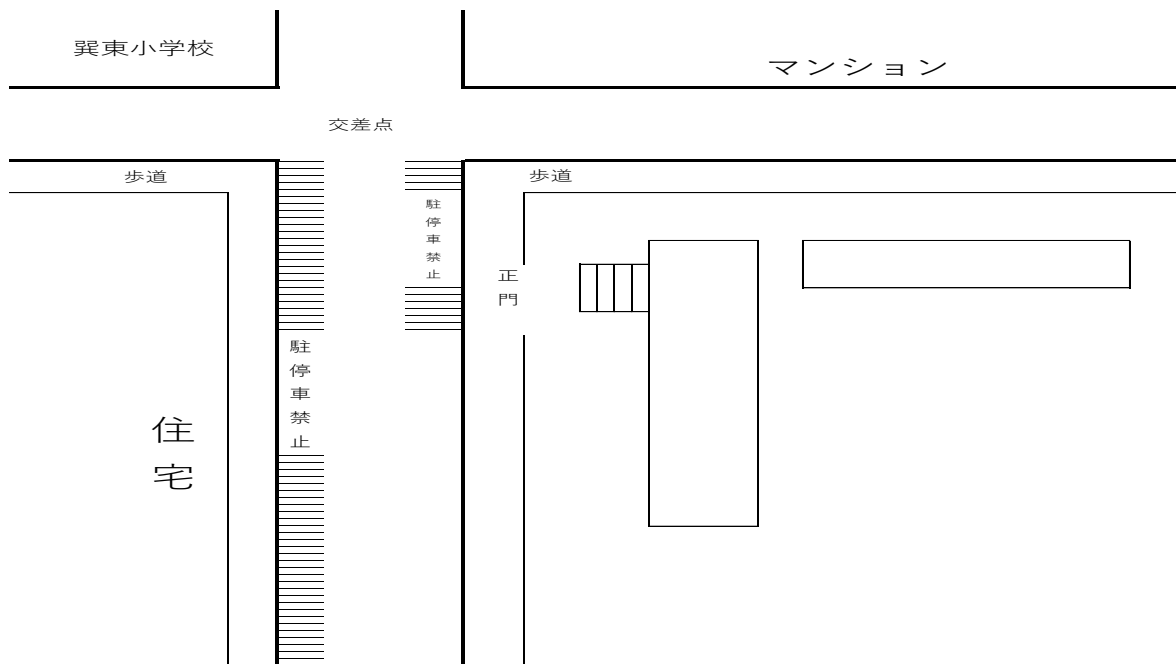 巽東小学校
マンション
交差点
歩道
歩道
駐停車禁止
正門
駐停車禁止
住宅